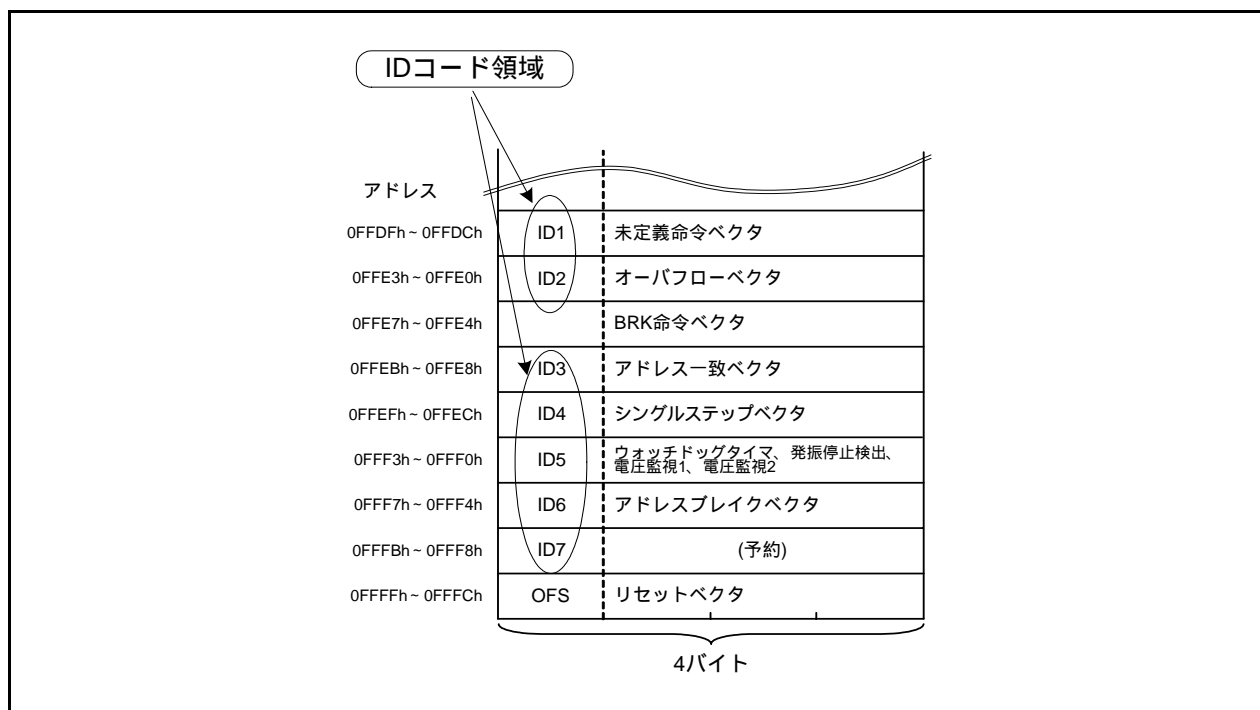 IDコード領域
アドレス
0FFDFh ~ 0FFDCh ID1 未定義命令ベクタ
0FFE3h ~ 0FFE0h ID2 オーバフローベクタ
0FFE7h ~ 0FFE4h BRK命令ベクタ
0FFEBh ~ 0FFE8h ID3 アドレス一致ベクタ
0FFEFh ~ 0FFECh ID4 シングルステップベクタ
0FFF3h ~ 0FFF0h ID5 ウォッチドッグタイマ、発振停止検出、
電圧監視1、電圧監視2
0FFF7h ~ 0FFF4h ID6 アドレスブレイクベクタ
0FFFBh ~ 0FFF8h ID7 (予約)
0FFFFh ~ 0FFFCh OFS リセットベクタ
4バイト